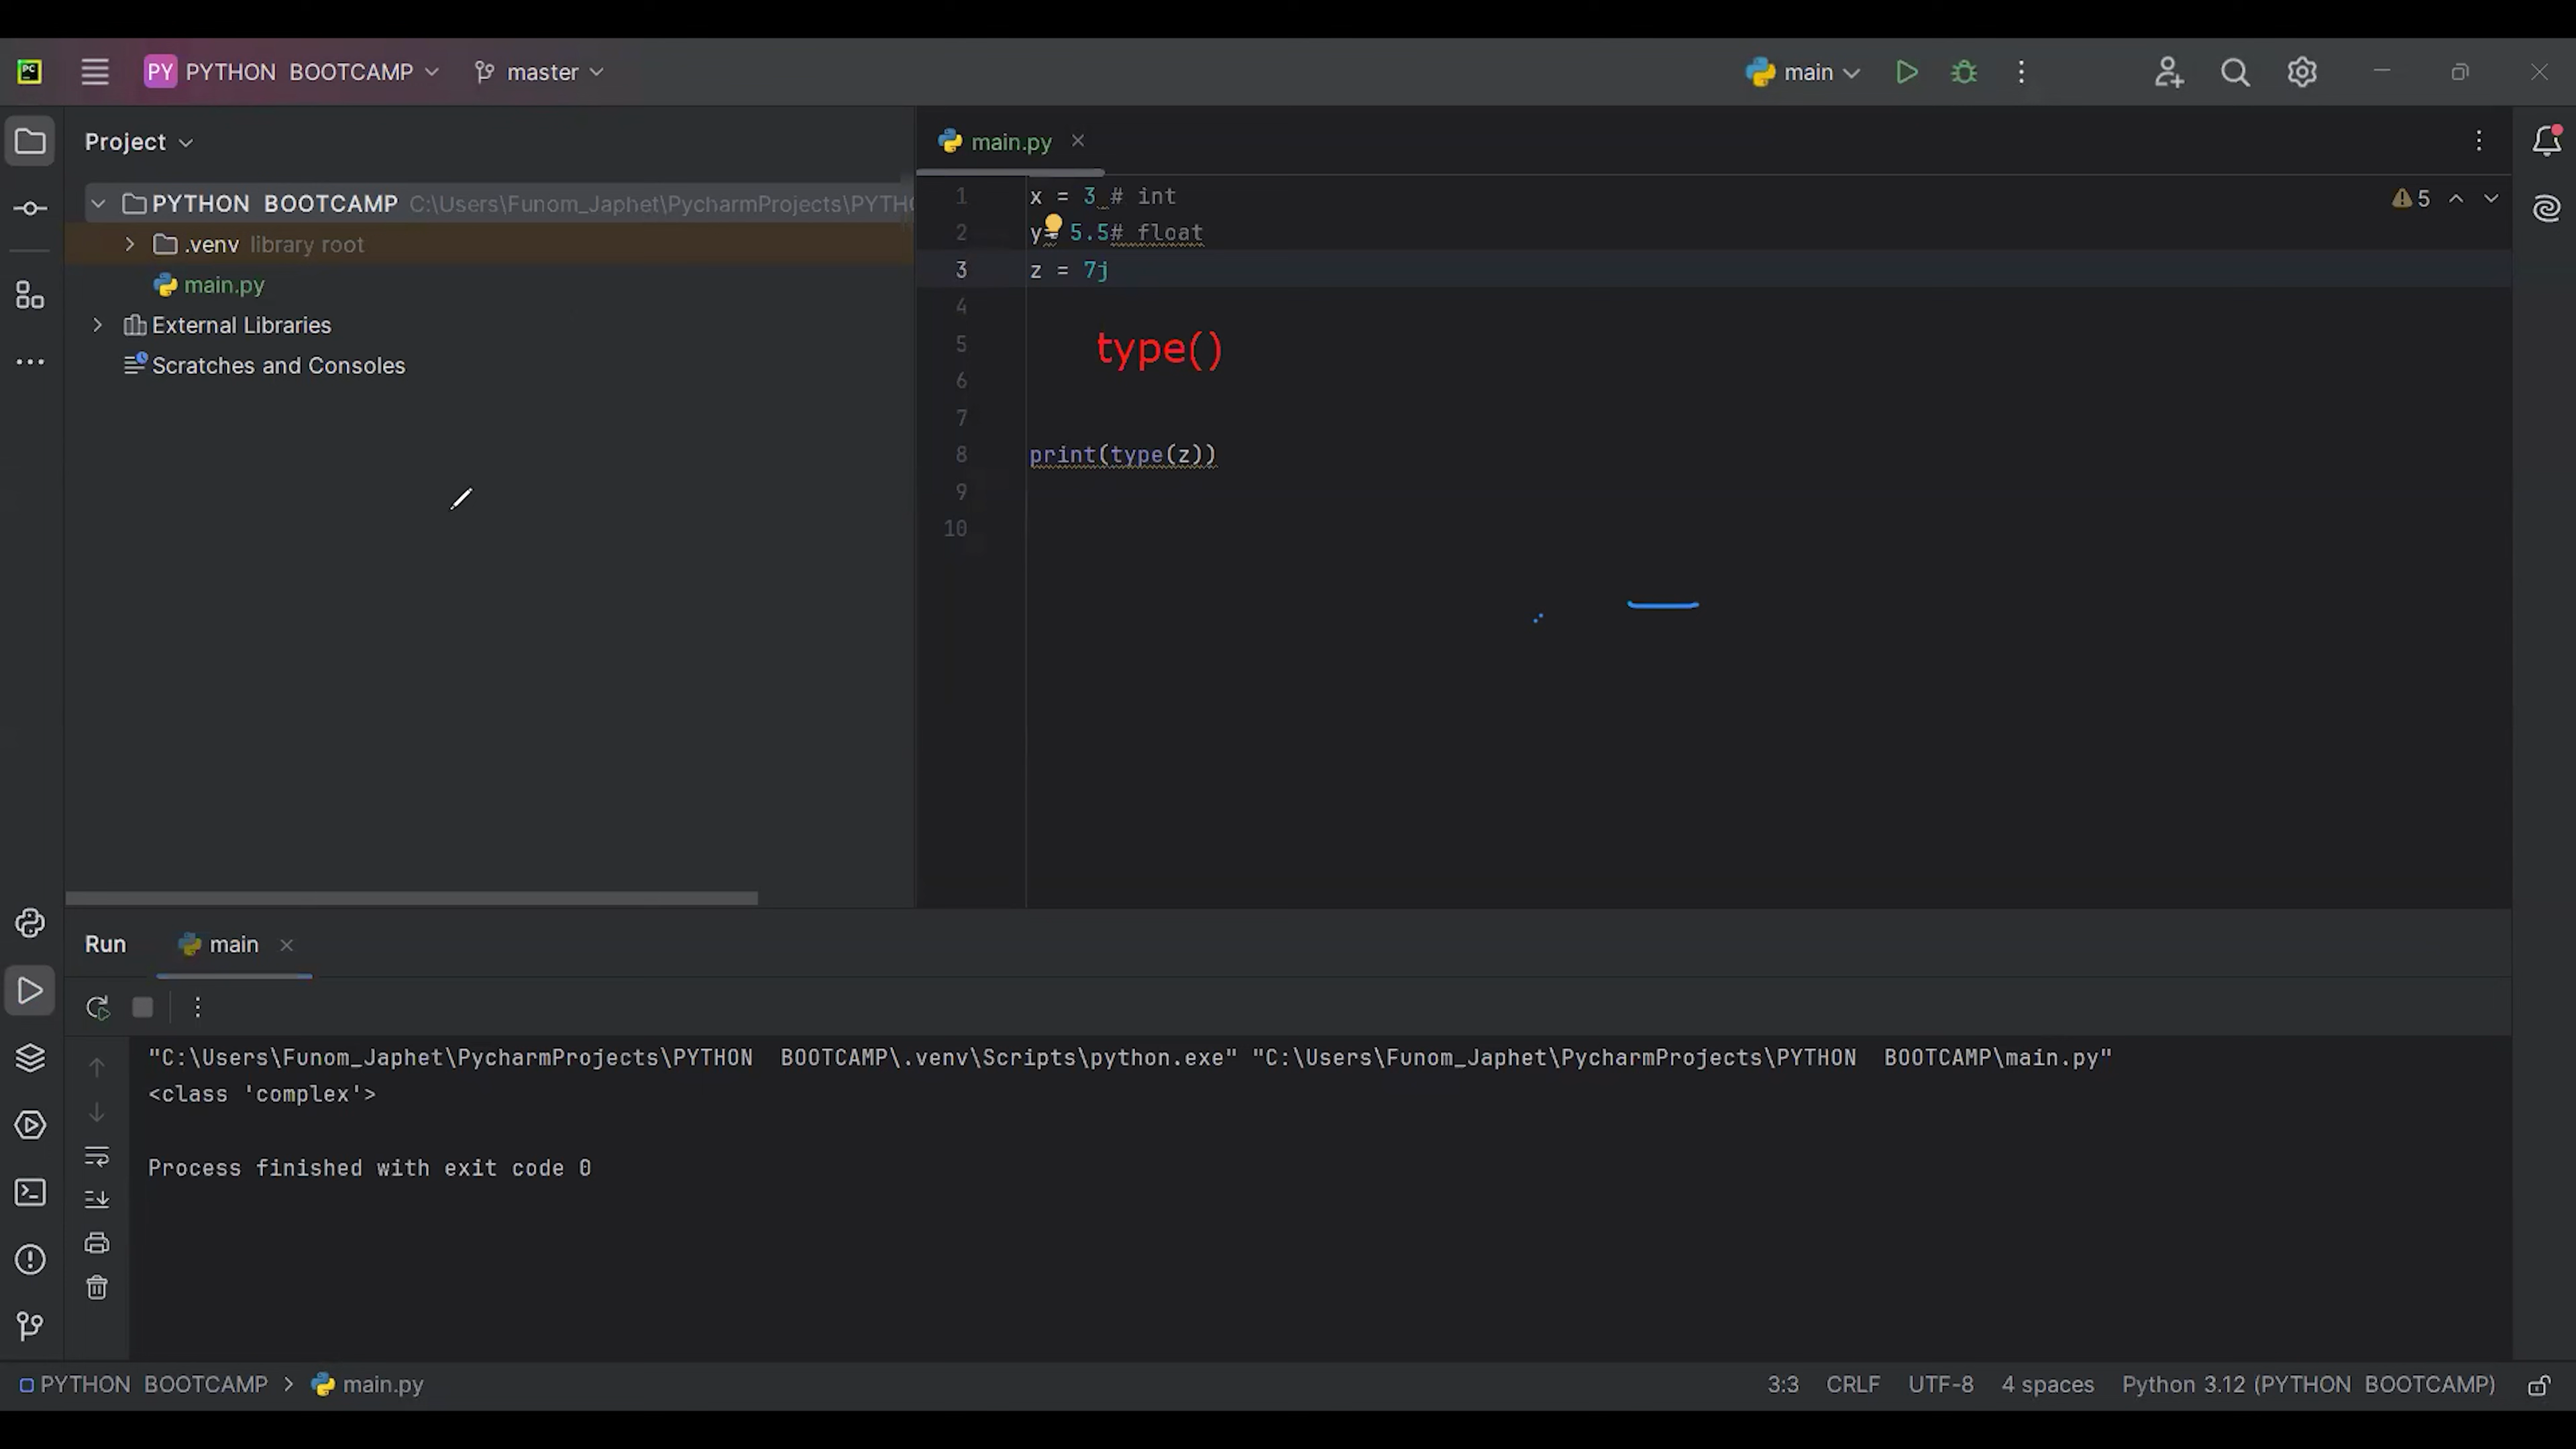 PC
PY PYTHON BOOTCAMP master main
Project
PYTHON BOOTCAMP C:\Users\Funom_Japhet\PycharmProjects\PYTH
.venv library root
main.py
External Libraries
Scratches and Consoles
main.py
5
1 x = 3 # int
2 y= 5.5# float
3 z = 7j
4
5
type()
6
7
8 print(type(z))
9
10
Run main
"C:\Users\Funom_Japhet\PycharmProjects\PYTHON BOOTCAMP\.venv\Scripts\python.exe" "C:\Users\Funom_Japhet\PycharmProjects\PYTHON BOOTCAMP\main.py"
<class 'complex'>
Process finished with exit code 0
PYTHON BOOTCAMP > main.py 3:3 CRLF UTF-8 4 spaces Python 3.12 (PYTHON BOOTCAMP)